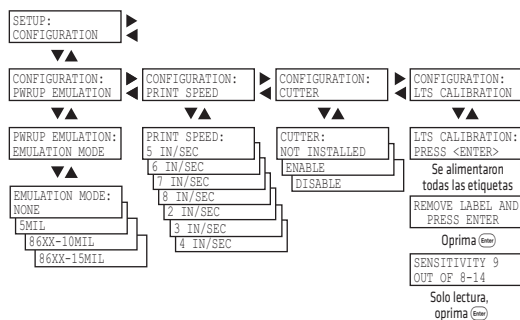 SETUP:
CONFIGURATION
CONFIGURATION:
PWRUP EMULATION
CONFIGURATION:
PRINT SPEED
CONFIGURATION:
CUTTER
CONFIGURATION:
LTS CALIBRATION
PWRUP EMULATION:
EMULATION MODE
EMULATION MODE:
NONE
5MIL
86XX-10MIL
86XX-15MIL
PRINT SPEED:
5 IN/SEC
6 IN/SEC
7 IN/SEC
8 IN/SEC
2 IN/SEC
3 IN/SEC
4 IN/SEC
CUTTER:
NOT INSTALLED
ENABLE
DISABLE
LTS CALIBRATION:
PRESS <ENTER>
Se alimentaron
todas las etiquetas
REMOVE LABEL AND
PRESS ENTER
Oprima Enter
SENSITIVITY 9
OUT OF 8-14
Solo lectura,
oprima Enter